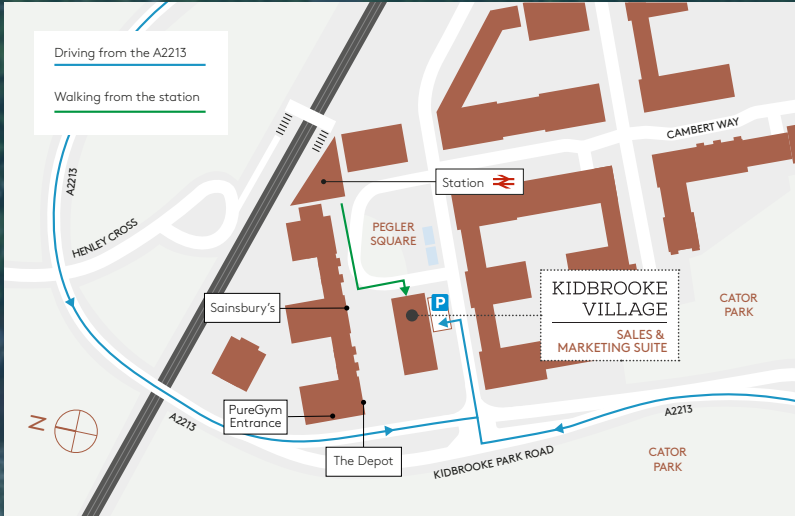 Driving from the A2213
Walking from the station
A2213
HENLEY CROSS
CAMBERT WAY
Station
PEGLER
SQUARE
P
KIDBROOKE
VILLAGE
SALES &
MARKETING SUITE
CATOR
PARK
Sainsbury's
PureGym
Entrance
The Depot
A2213
A2213
KIDBROOKE PARK ROAD
CATOR
PARK
N